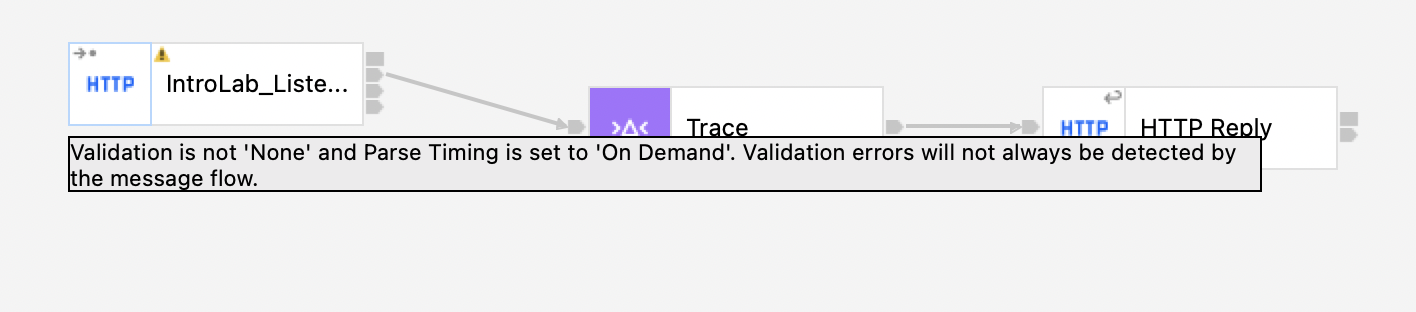 HTTP
IntroLab_Liste...
Trace
HTTP
HTTP Reply
Validation is not 'None' and Parse Timing is set to 'On Demand'. Validation errors will not always be detected by
the message flow.